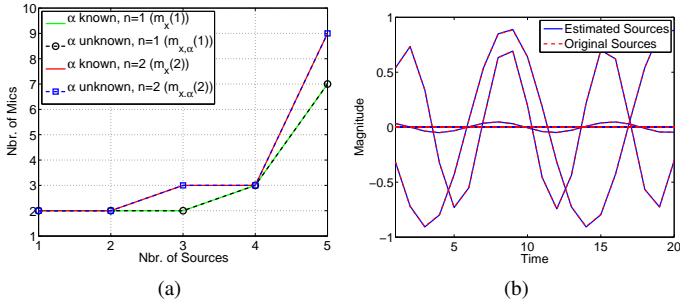 α known, n=1 (m_x(1))
α unknown, n=1 (m_{x,α}(1))
α known, n=2 (m_x(2))
α unknown, n=2 (m_{x,α}(2))
Nbr. of Mics
10
9
8
7
6
5
4
3
2
1
1 2 3 4 5
Nbr. of Sources
(a)
Estimated Sources
Original Sources
Magnitude
1
0.5
0
−0.5
−1
5 10 15 20
Time
(b)